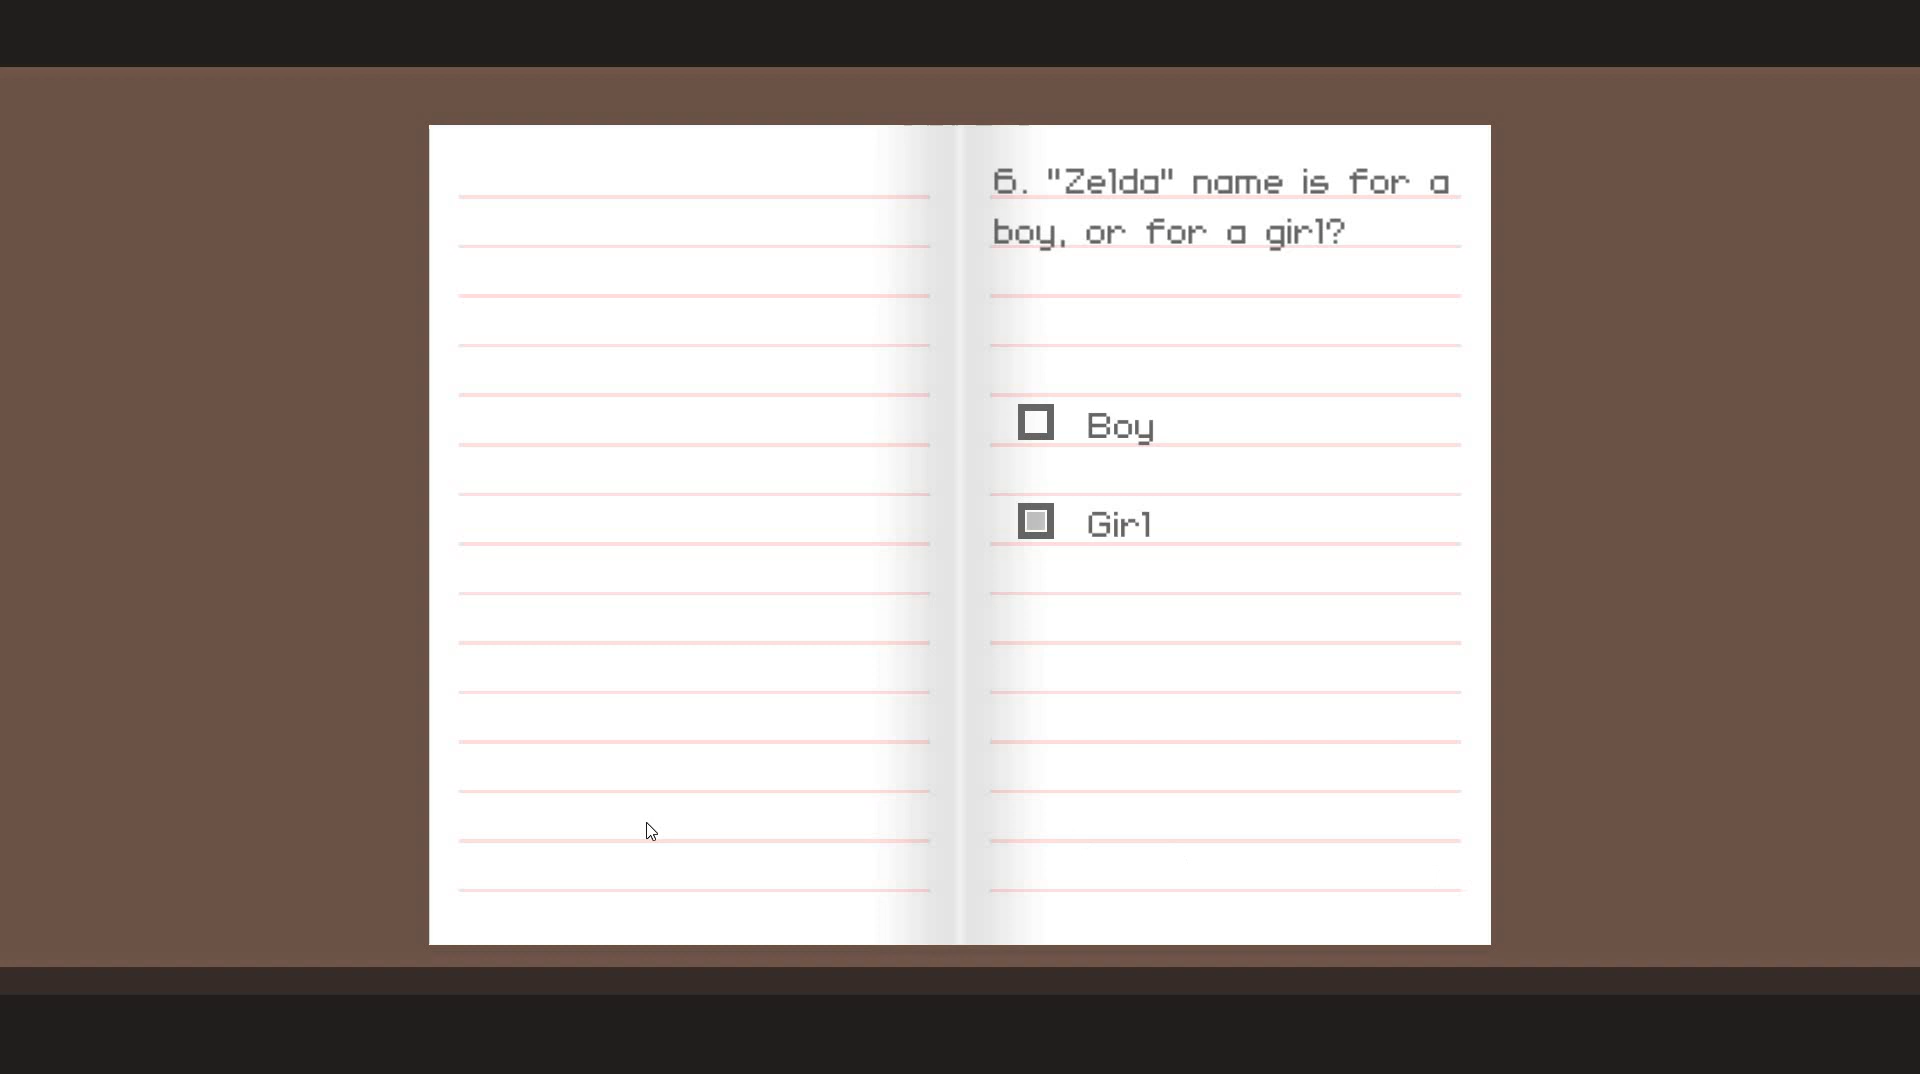 6. "Zelda" name is for a
boy, or for a girl?
Boy
Girl